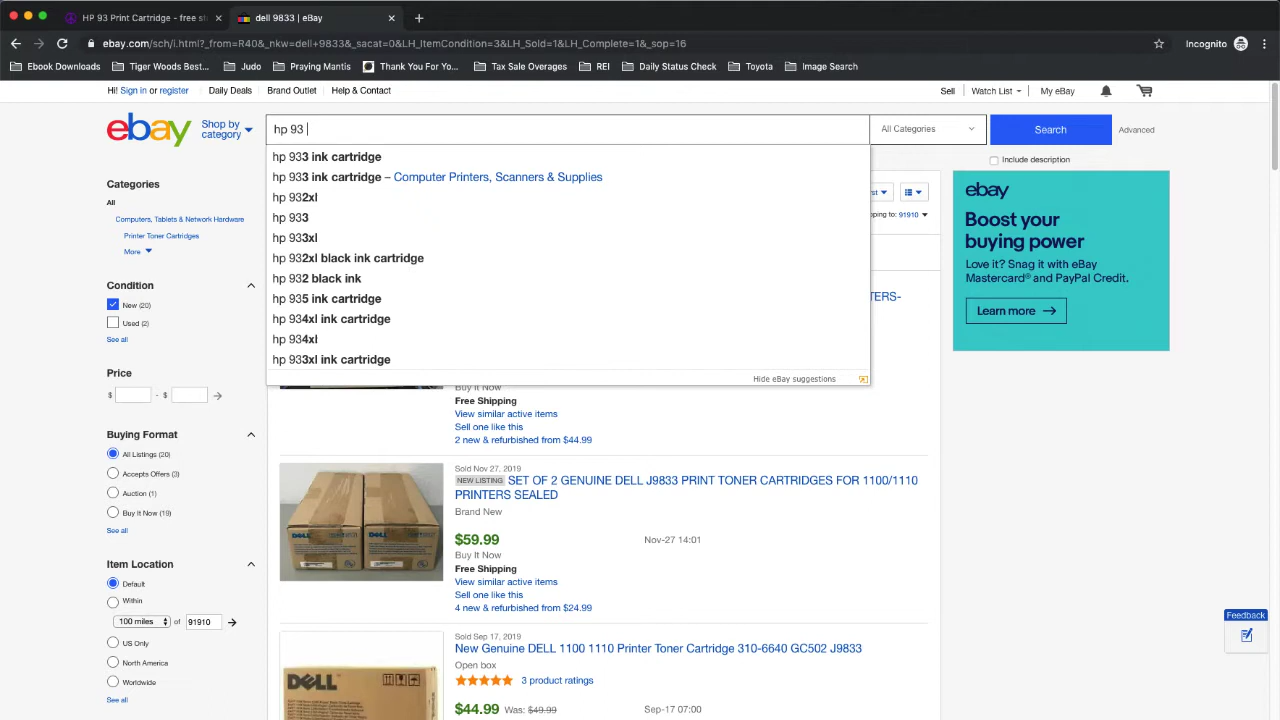 HP 93 Print Cartridge - free st
dell 9833 | eBay
ebay.com/sch/i.html?_from=R40&_nkw=dell+9833&_sacat=0&LH_ItemCondition=3&LH_Sold=1&LH_Complete=1&_sop=16
Incognito
Ebook Downloads
Tiger Woods Best...
Judo
Praying Mantis
Thank You For Yo...
Tax Sale Overages
REI
Daily Status Check
Toyota
Image Search
Hi! Sign in or register
Daily Deals
Brand Outlet
Help & Contact
Sell
Watch List
My eBay
ebay
Shop by category
hp 93
All Categories
Search
Advanced
Include description
hp 933 ink cartridge
hp 933 ink cartridge – Computer Printers, Scanners & Supplies
hp 932xl
hp 933
hp 933xl
hp 932xl black ink cartridge
hp 932 black ink
hp 935 ink cartridge
hp 934xl ink cartridge
hp 934xl
hp 933xl ink cartridge
Hide eBay suggestions
Categories
All
Computers, Tablets & Network Hardware
Printer Toner Cartridges
More
Condition
New (20)
Used (2)
See all
Price
$ - $
Buying Format
All Listings (20)
Accepts Offers (3)
Auction (1)
Buy It Now (19)
See all
Item Location
Default
Within
100 miles of 91910
US Only
North America
Worldwide
See all
91910
TERS-
Buy It Now
Free Shipping
View similar active items
Sell one like this
2 new & refurbished from $44.99
Sold Nov 27, 2019
NEW LISTING SET OF 2 GENUINE DELL J9833 PRINT TONER CARTRIDGES FOR 1100/1110
PRINTERS SEALED
Brand New
$59.99
Nov-27 14:01
Buy It Now
Free Shipping
View similar active items
Sell one like this
4 new & refurbished from $24.99
Sold Sep 17, 2019
New Genuine DELL 1100 1110 Printer Toner Cartridge 310-6640 GC502 J9833
Open box
3 product ratings
$44.99 Was: $49.99
Sep-17 07:00
DELL
DELL
DELL
ebay
Boost your
buying power
Love it? Snag it with eBay
Mastercard® and PayPal Credit.
Learn more
Feedback